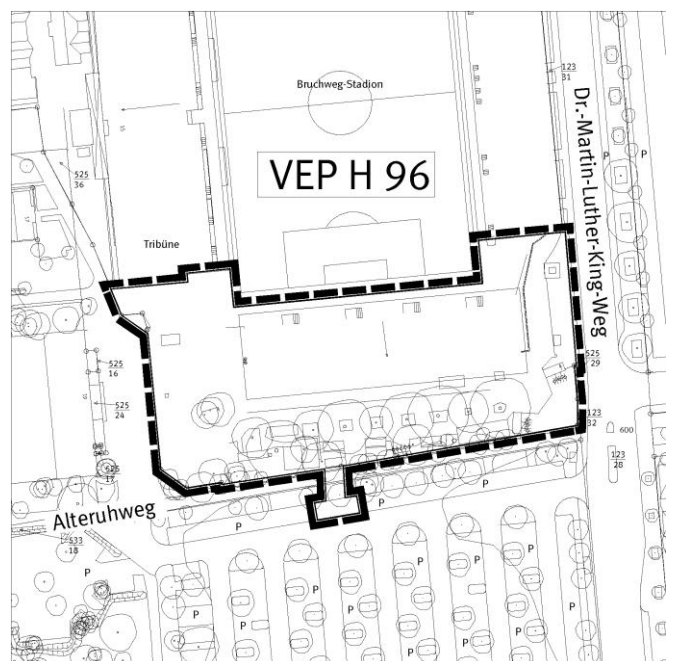 Bruchweg-Stadion
123
31
Dr.-Martin-Luther-King-Weg
P
P
VEP H 96
525
36
Tribüne
525
16
525
29
525
24
123
32
600
123
28
525
17
Alteruhweg
533
18
P
P
P
P
P
P
P
P
P
P
P
P
P
P